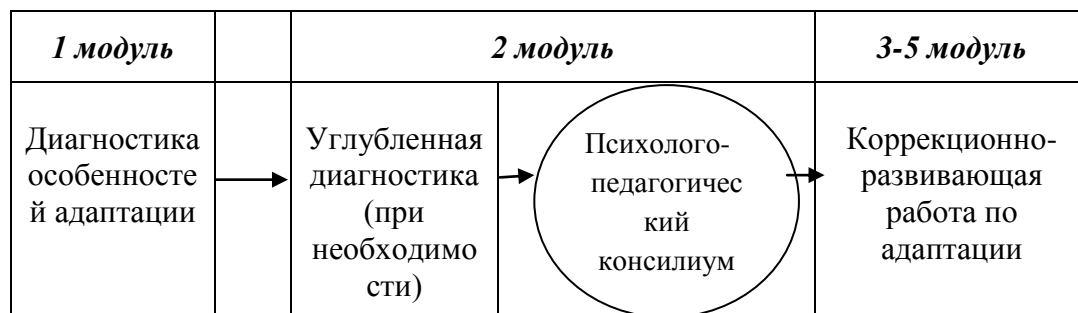 1 модуль
2 модуль
3-5 модуль
Диагностика
особенносте
й адаптации
Углубленная
диагностика
(при
необходимо
сти)
Психолого-
педагогичес
кий
консилиум
Коррекционно-
развивающая
работа по
адаптации